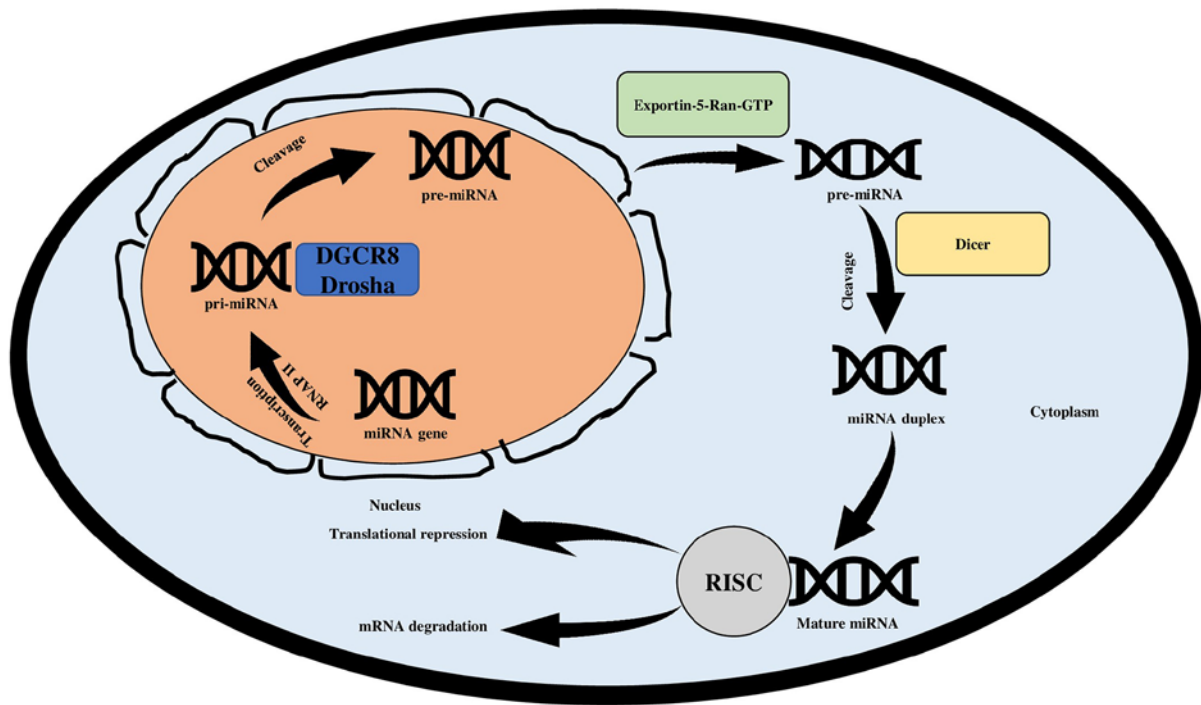 Exportin-5-Ran-GTP
Cleavage
pre-miRNA
pre-miRNA
Dicer
DGCR8
Drosha
pri-miRNA
Cleavage
RNAP II
Transcription
miRNA gene
miRNA duplex
Cytoplasm
Nucleus
Translational repression
RISC
Mature miRNA
mRNA degradation